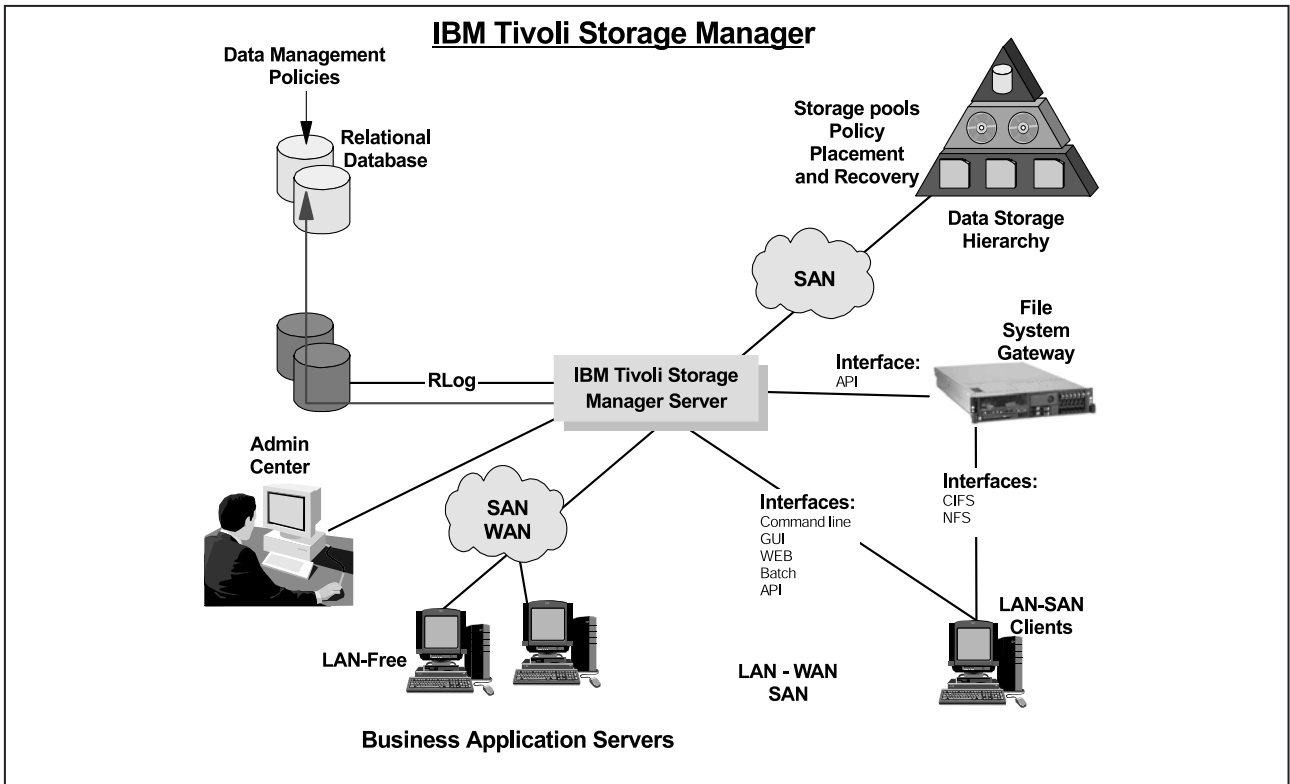 IBM Tivoli Storage Manager
Data Management
Policies
Relational
Database
Storage pools
Policy
Placement
and Recovery
Data Storage
Hierarchy
SAN
File
System
Gateway
Interface:
API
RLog
IBM Tivoli Storage
Manager Server
Admin
Center
SAN
WAN
Interfaces:
Command line
GUI
WEB
Batch
API
Interfaces:
CIFS
NFS
LAN-SAN
Clients
LAN-Free
LAN - WAN
SAN
Business Application Servers